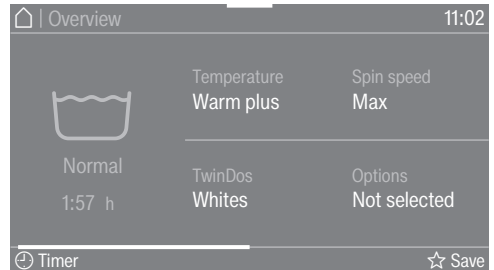 | Overview
11:02
Temperature
Warm plus
Spin speed
Max
Normal
1:57 h
TwinDos
Whites
Options
Not selected
Timer
Save